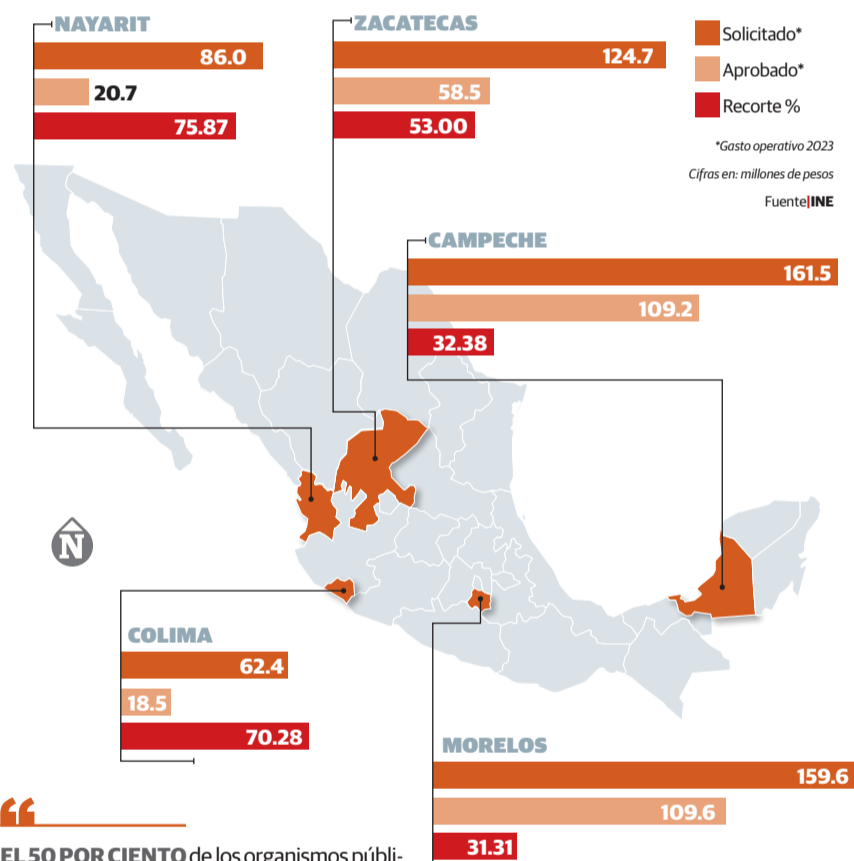 NAYARIT
86.0
20.7
75.87
ZACATECAS
124.7
58.5
53.00
Solicitado*
Aprobado*
Recorte %
*Gasto operativo 2023
Cifras en: millones de pesos
Fuente|INE
CAMPECHE
161.5
109.2
32.38
N
COLIMA
62.4
18.5
70.28
MORELOS
159.6
109.6
31.31
“
EL 50 POR CIENTO de los organismos públi-